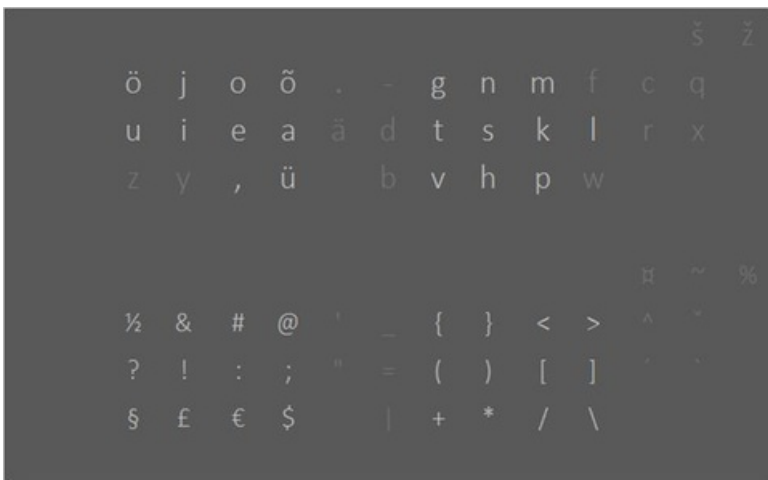 š ž
ö j o õ . - g n m f c q
u i e a ä d t s k l r x
z y , ü b v h p w
¤ ~ %
½ & # @ ' _ { } < > ^ ˇ
? ! : ; " = ( ) [ ] ´ `
§ £ € $ | + * / \